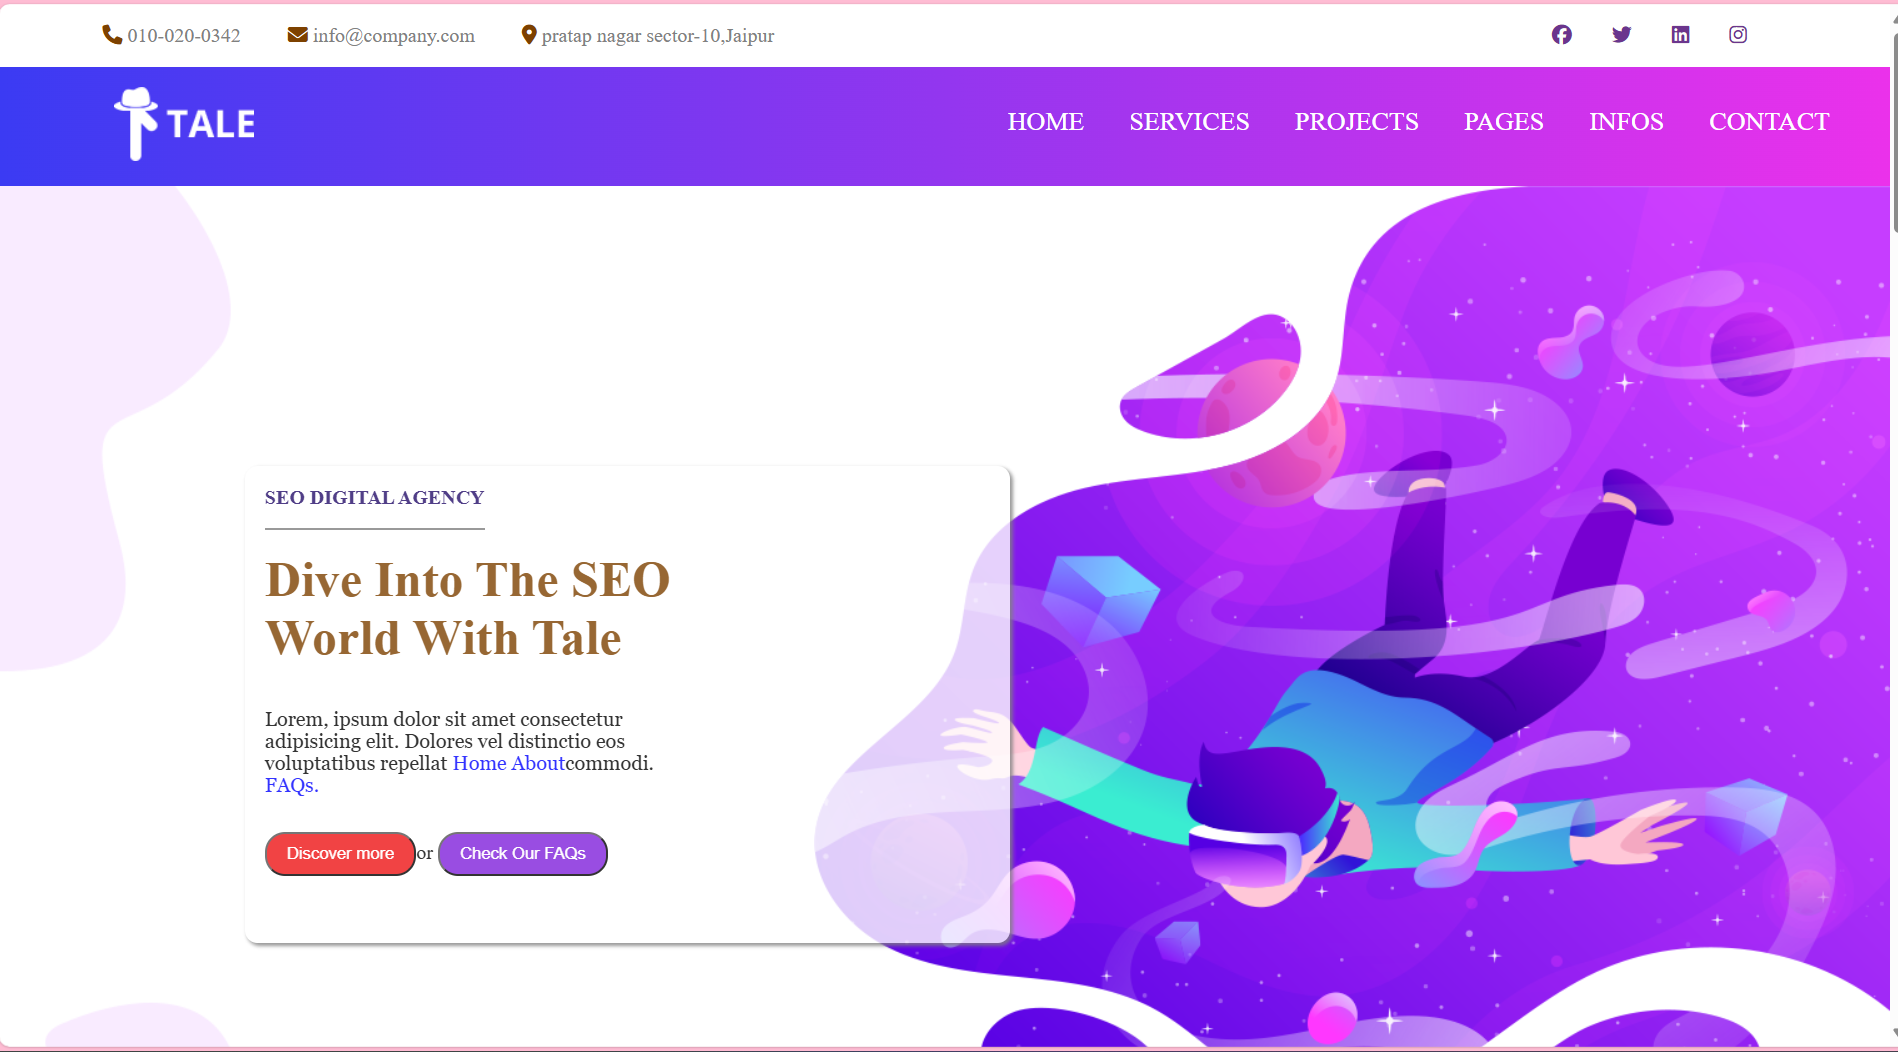 010-020-0342 info@company.com pratap nagar sector-10,Jaipur
TALE
HOME SERVICES PROJECTS PAGES INFOS CONTACT
SEO DIGITAL AGENCY
Dive Into The SEO
World With Tale
Lorem, ipsum dolor sit amet consectetur
adipisicing elit. Dolores vel distinctio eos
voluptatibus repellat Home Aboutcommodi.
FAQs.
Discover more or Check Our FAQs